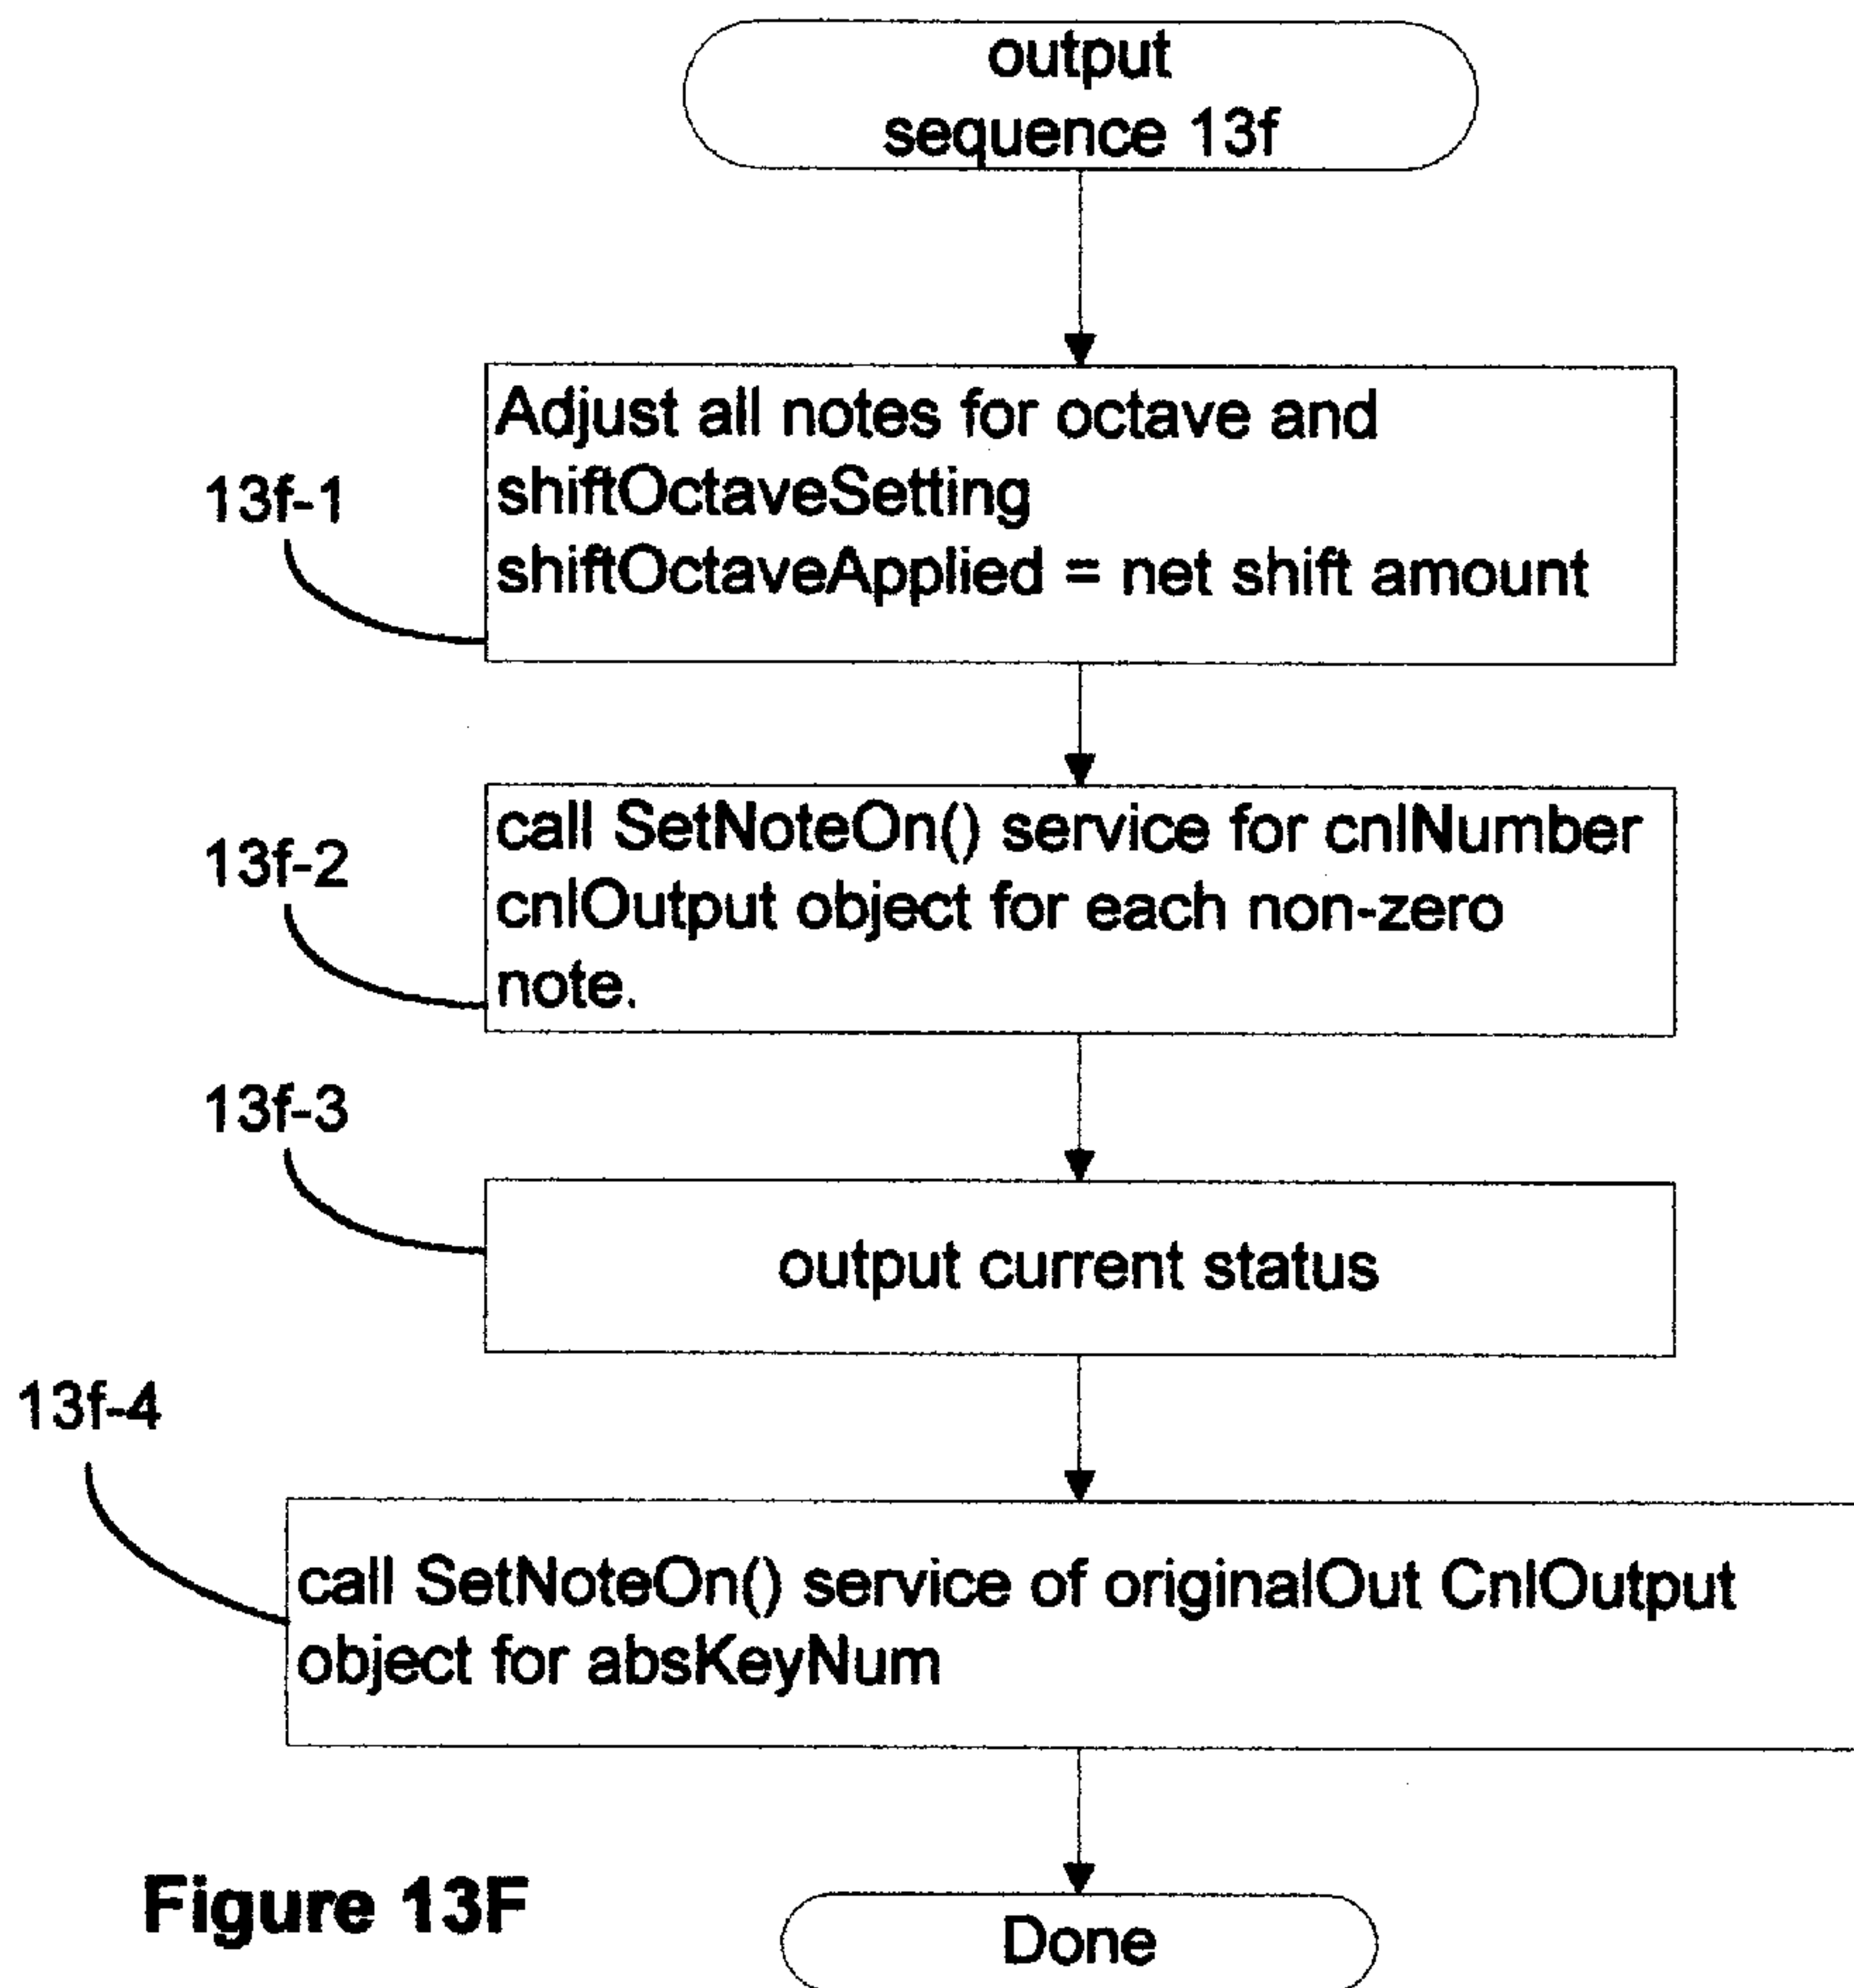 output
sequence 13f
Adjust all notes for octave and
shiftOctaveSetting
shiftOctaveApplied = net shift amount
13f-1
call SetNoteOn() service for cnlNumber
cnlOutput object for each non-zero
note.
13f-2
13f-3
output current status
13f-4
call SetNoteOn() service of originalOut CnlOutput
object for absKeyNum
Figure 13F
Done